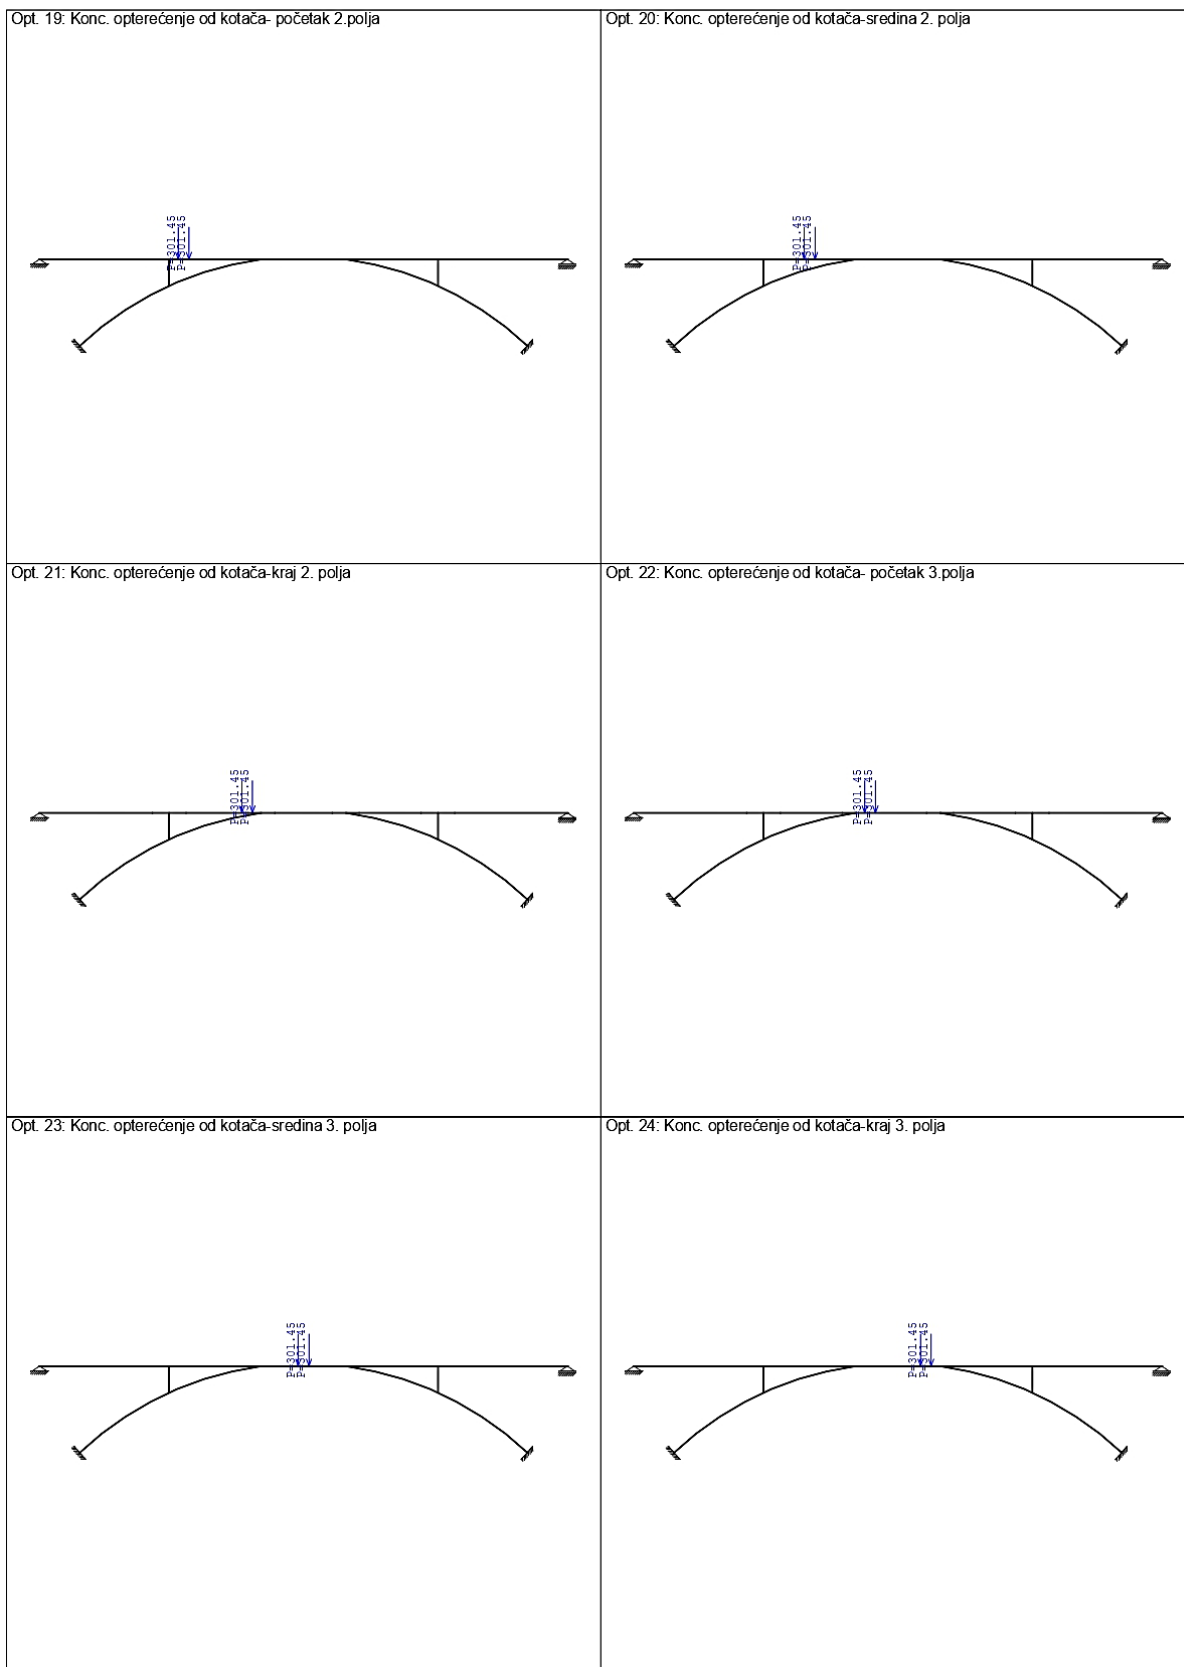 Opt. 19: Konc. opterećenje od kotača- početak 2.polja
P=301.45
P=301.45
Opt. 20: Konc. opterećenje od kotača-sredina 2. polja
P=301.45
P=301.45
Opt. 21: Konc. opterećenje od kotača-kraj 2. polja
P=301.45
P=301.45
Opt. 22: Konc. opterećenje od kotača- početak 3.polja
P=301.45
P=301.45
Opt. 23: Konc. opterećenje od kotača-sredina 3. polja
P=301.45
P=301.45
Opt. 24: Konc. opterećenje od kotača-kraj 3. polja
P=301.45
P=301.45